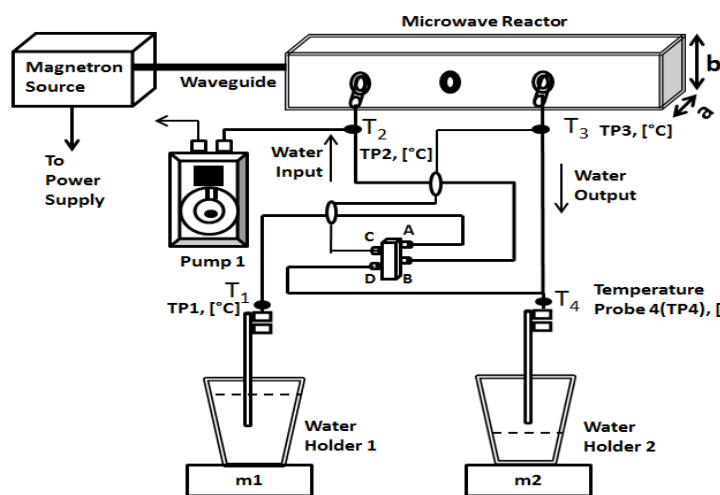 Microwave Reactor
Magnetron
Source
Waveguide
b
a
To
Power
Supply
T2
TP2, [°C]
Water
Input
T3
TP3, [°C]
Water
Output
Pump 1
A
C
D
B
T1
TP1, [°C]
T4
Temperature
Probe 4(TP4), [
Water
Holder 1
Water
Holder 2
m1
m2